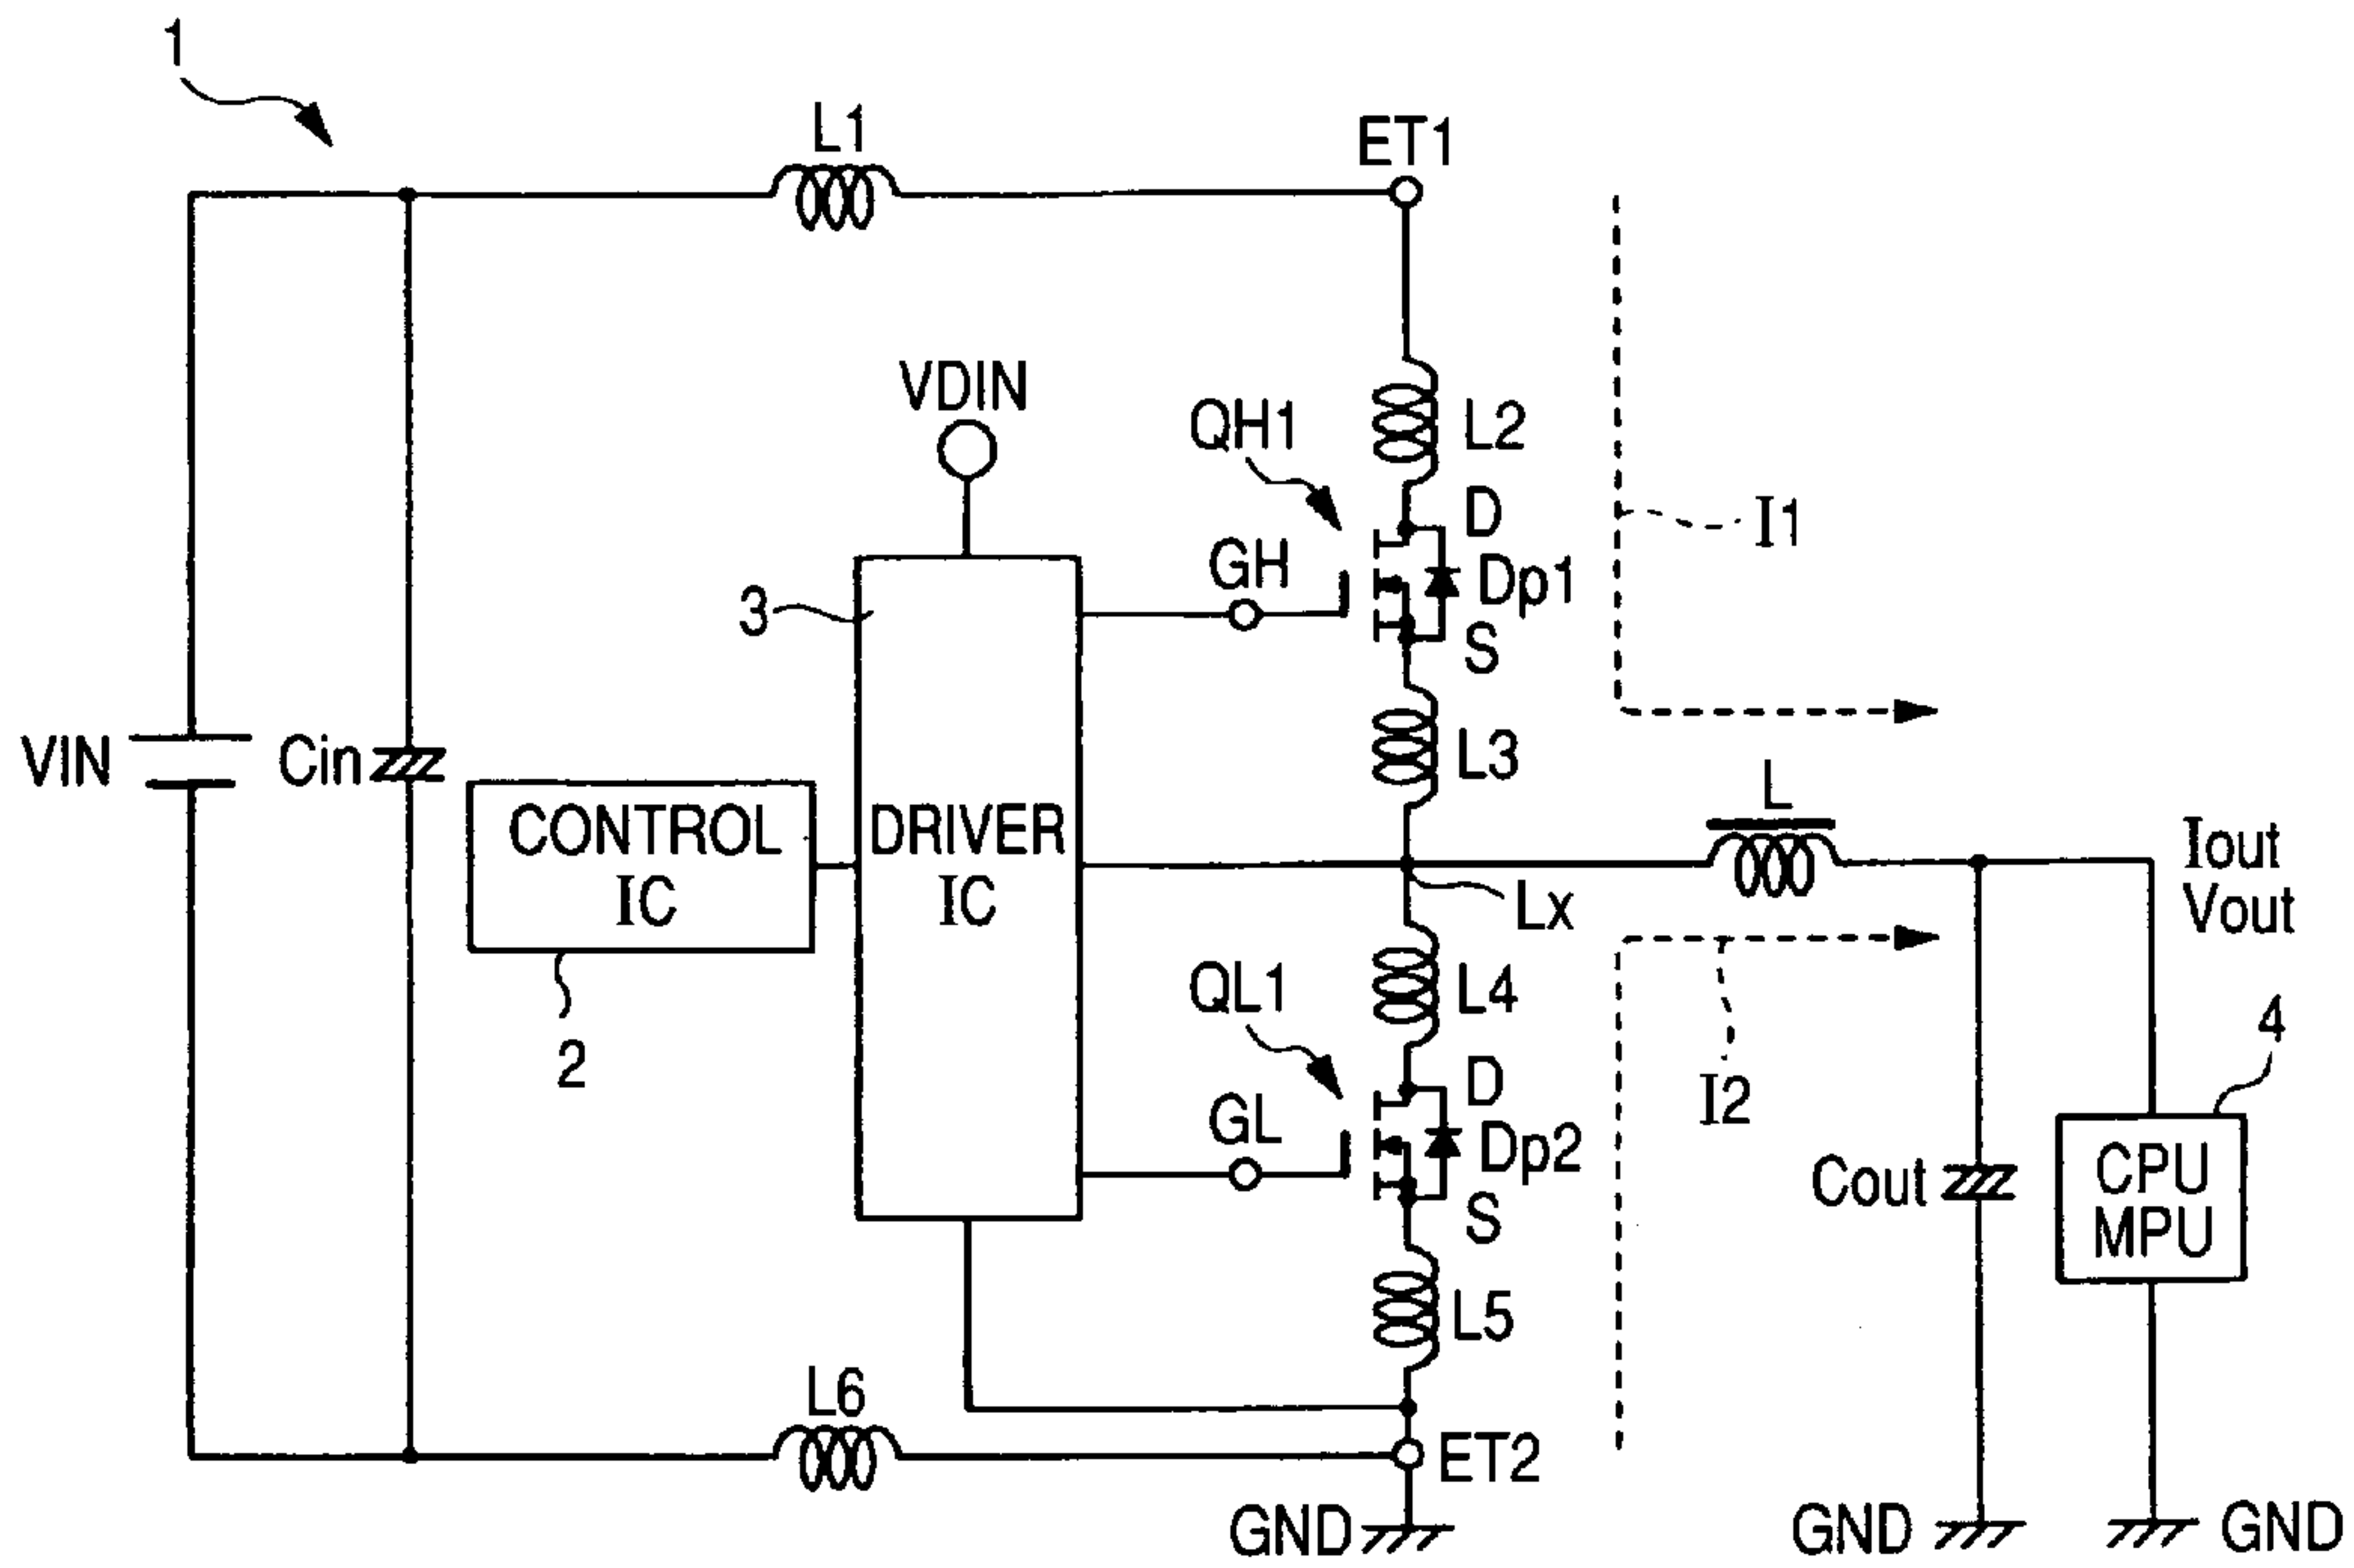 1
L1
ET1
VDIN
QH1
L2
D
I1
GH
Dp1
3
S
VIN
Cin
L3
L
CONTROL
IC
DRIVER
IC
Iout
Vout
Lx
QL1
L4
4
2
D
I2
GL
Dp2
CPU
MPU
Cout
S
L5
L6
ET2
GND
GND
GND